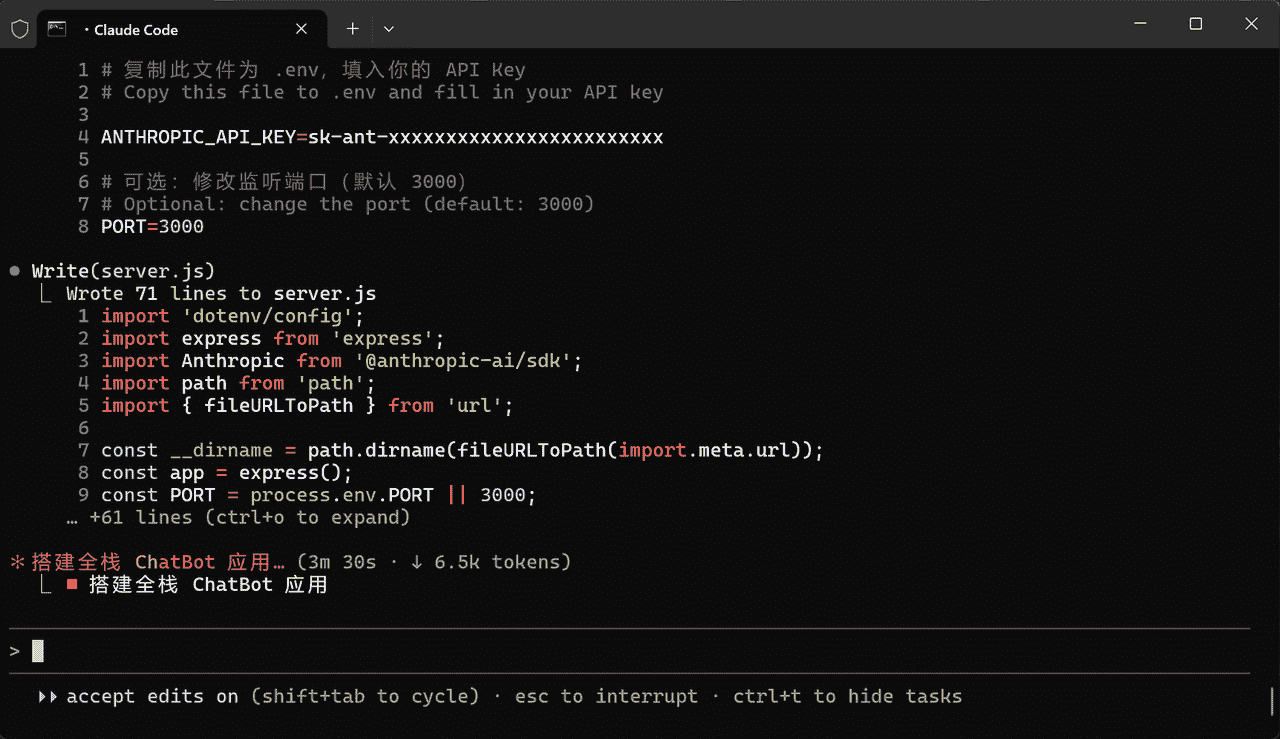 · Claude Code
1 # 复制此文件为 .env，填入你的 API Key
2 # Copy this file to .env and fill in your API key
3
4 ANTHROPIC_API_KEY=sk-ant-xxxxxxxxxxxxxxxxxxxxxxxx
5
6 # 可选：修改监听端口（默认 3000）
7 # Optional: change the port (default: 3000)
8 PORT=3000
● Write(server.js)
⎿ Wrote 71 lines to server.js
1 import 'dotenv/config';
2 import express from 'express';
3 import Anthropic from '@anthropic-ai/sdk';
4 import path from 'path';
5 import { fileURLToPath } from 'url';
6
7 const __dirname = path.dirname(fileURLToPath(import.meta.url));
8 const app = express();
9 const PORT = process.env.PORT || 3000;
… +61 lines (ctrl+o to expand)
✻ 搭建全栈 ChatBot 应用… (3m 30s · ↓ 6.5k tokens)
⎿ ■ 搭建全栈 ChatBot 应用
>
⏵⏵ accept edits on (shift+tab to cycle) · esc to interrupt · ctrl+t to hide tasks